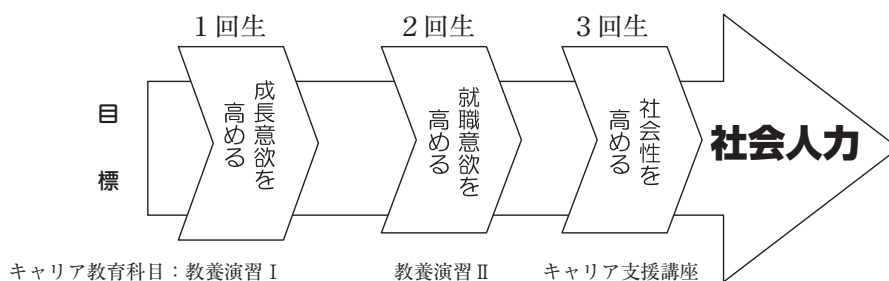 1回生
2回生
3回生
目標
成長意欲を
高める
就職意欲を
高める
社会性を
高める
社会人力
キャリア教育科目：教養演習Ⅰ
教養演習Ⅱ
キャリア支援講座